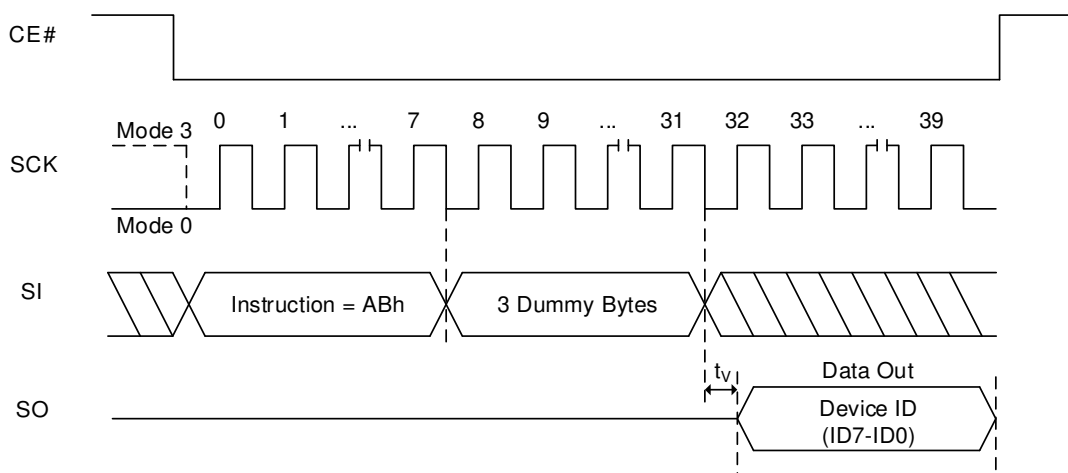 CE#
Mode 3
0 1 ... 7 8 9 ... 31 32 33 ... 39
SCK
Mode 0
SI
Instruction = ABh
3 Dummy Bytes
tV
Data Out
SO
Device ID
(ID7-ID0)